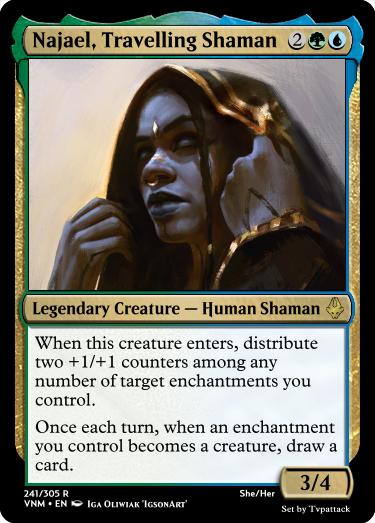 Najael, Travelling Shaman 2
Legendary Creature — Human Shaman
When this creature enters, distribute
two +1/+1 counters among any
number of target enchantments you
control.
Once each turn, when an enchantment
you control becomes a creature, draw a
card.
3/4
241/305 R
She/Her
VNM • EN Iga Oliwiak 'IgsonArt'
Set by Tvpattack